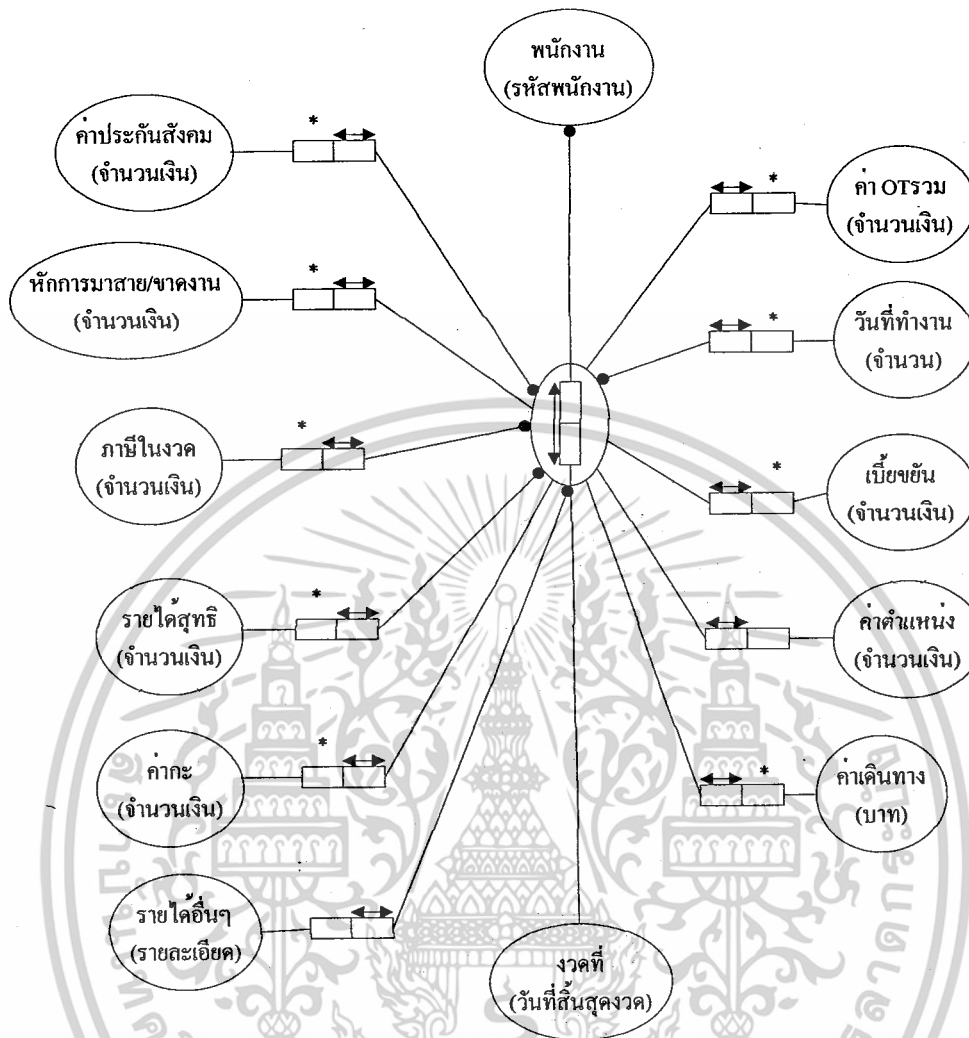 พนักงาน
(รหัสพนักงาน)
ค่าประกันสังคม
(จำนวนเงิน)
*
*
ค่า OTรวม
(จำนวนเงิน)
หักการมาสาย/ขาดงาน
(จำนวนเงิน)
*
*
วันที่ทำงาน
(จำนวน)
ภาษีในงวด
(จำนวนเงิน)
*
*
เบี้ยขยัน
(จำนวนเงิน)
รายได้สุทธิ
(จำนวนเงิน)
*
ค่าตำแหน่ง
(จำนวนเงิน)
ค่ากะ
(จำนวนเงิน)
*
*
ค่าเดินทาง
(บาท)
รายได้อื่นๆ
(รายละเอียด)
งวดที่
(วันที่สิ้นสุดงวด)